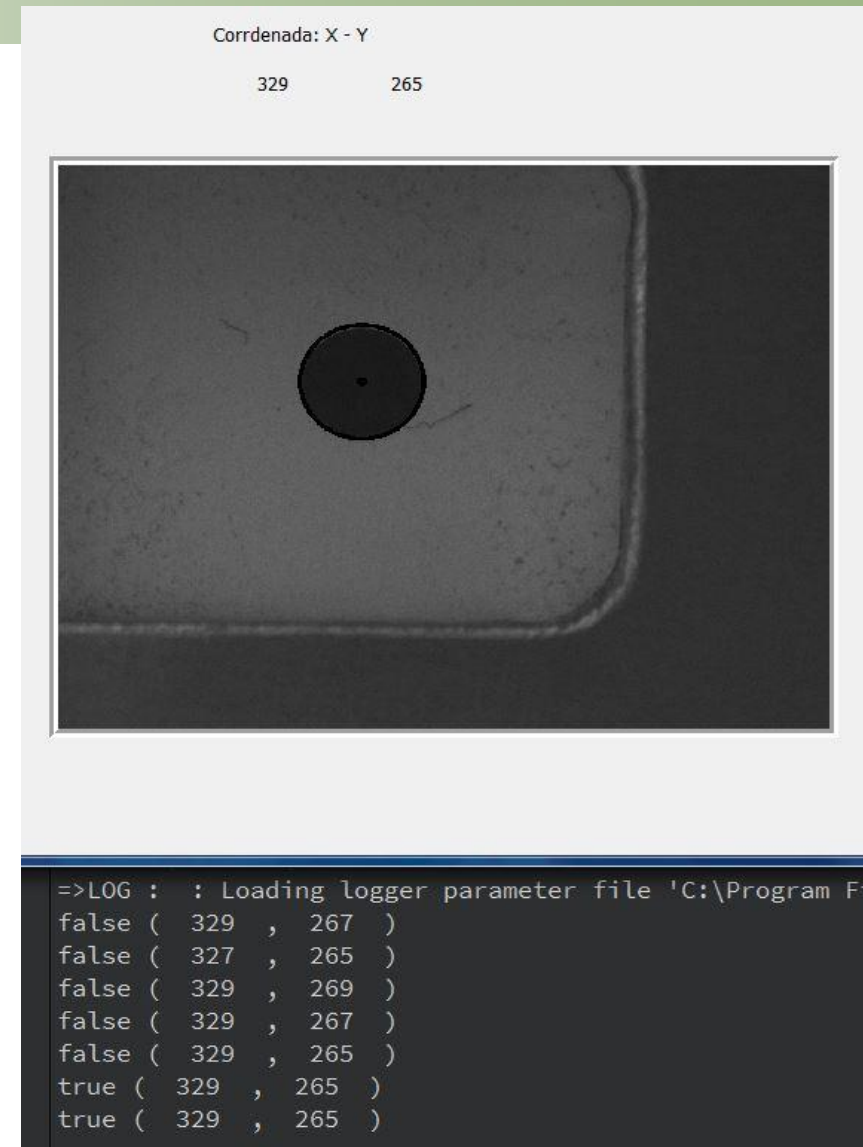 Corrdenada: X - Y
329 265
=>LOG : : Loading logger parameter file 'C:\Program
false ( 329 , 267 )
false ( 327 , 265 )
false ( 329 , 269 )
false ( 329 , 267 )
false ( 329 , 265 )
true ( 329 , 265 )
true ( 329 , 265 )